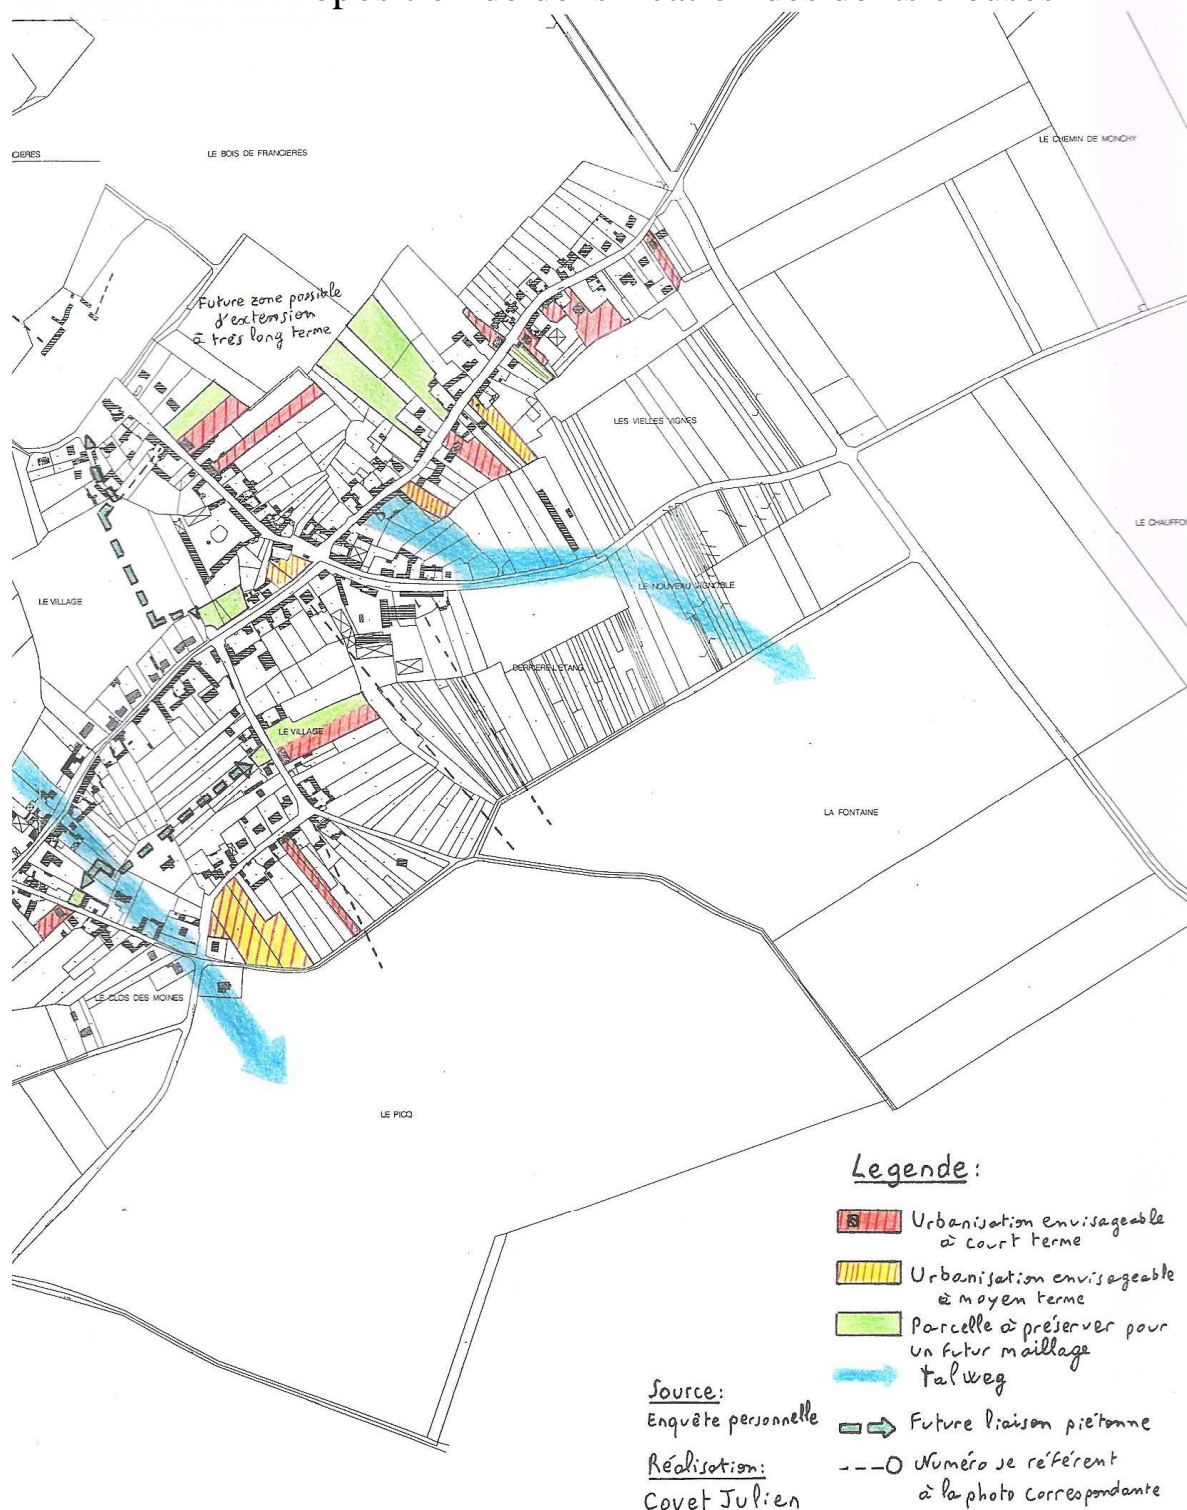 LE CHEMIN DE MONCHY
LE BOIS DE FRANCIERES
Future zone possible
d'extension
à très long terme
LES VIELLES VIGNES
LE NOUVEAU VIGNOBLE
LE VILLAGE
DERRIERE L'ETANG
LE VILLAGE
LA FONTAINE
LE CLOS DES MOINES
LE PICQ
Legende:
Urbanisation envisageable
à court terme
Urbanisation envisageable
à moyen terme
Parcelle à préserver pour
un futur maillage
talweg
Future liaison piétonne
Numéro se référent
à la photo correspondante
Source:
Enquête personnelle
Réalisation:
Covet Julien